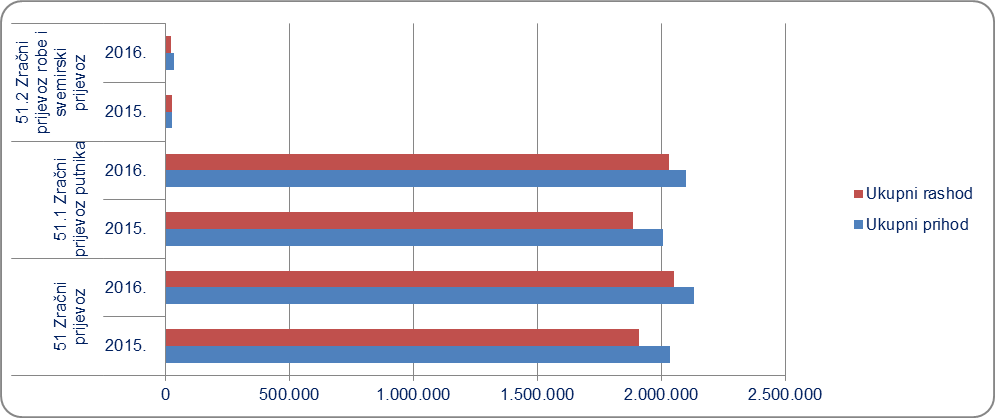 51.2 Zračni
prijevoz robe i
svemirski
prijevoz
2016.
2015.
51.1 Zračni
prijevoz putnika
2016.
2015.
51 Zračni
prijevoz
2016.
2015.
0
500.000
1.000.000
1.500.000
2.000.000
2.500.000
Ukupni rashod
Ukupni prihod